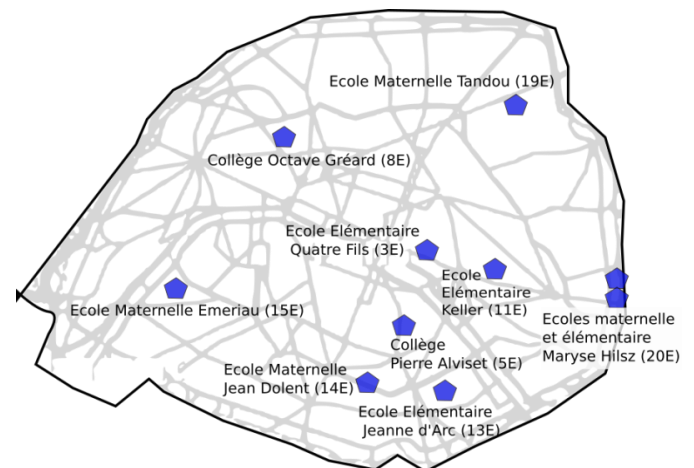 Ecole Maternelle Tandou (19E)
Collège Octave Gréard (8E)
Ecole Elémentaire
Quatre Fils (3E)
Ecole
Elémentaire
Keller (11E)
Ecole Maternelle Emeriau (15E)
Ecoles maternelle
et élémentaire
Maryse Hilsz (20E)
Collège
Pierre Alviset (5E)
Ecole Maternelle
Jean Dolent (14E)
Ecole Elémentaire
Jeanne d'Arc (13E)